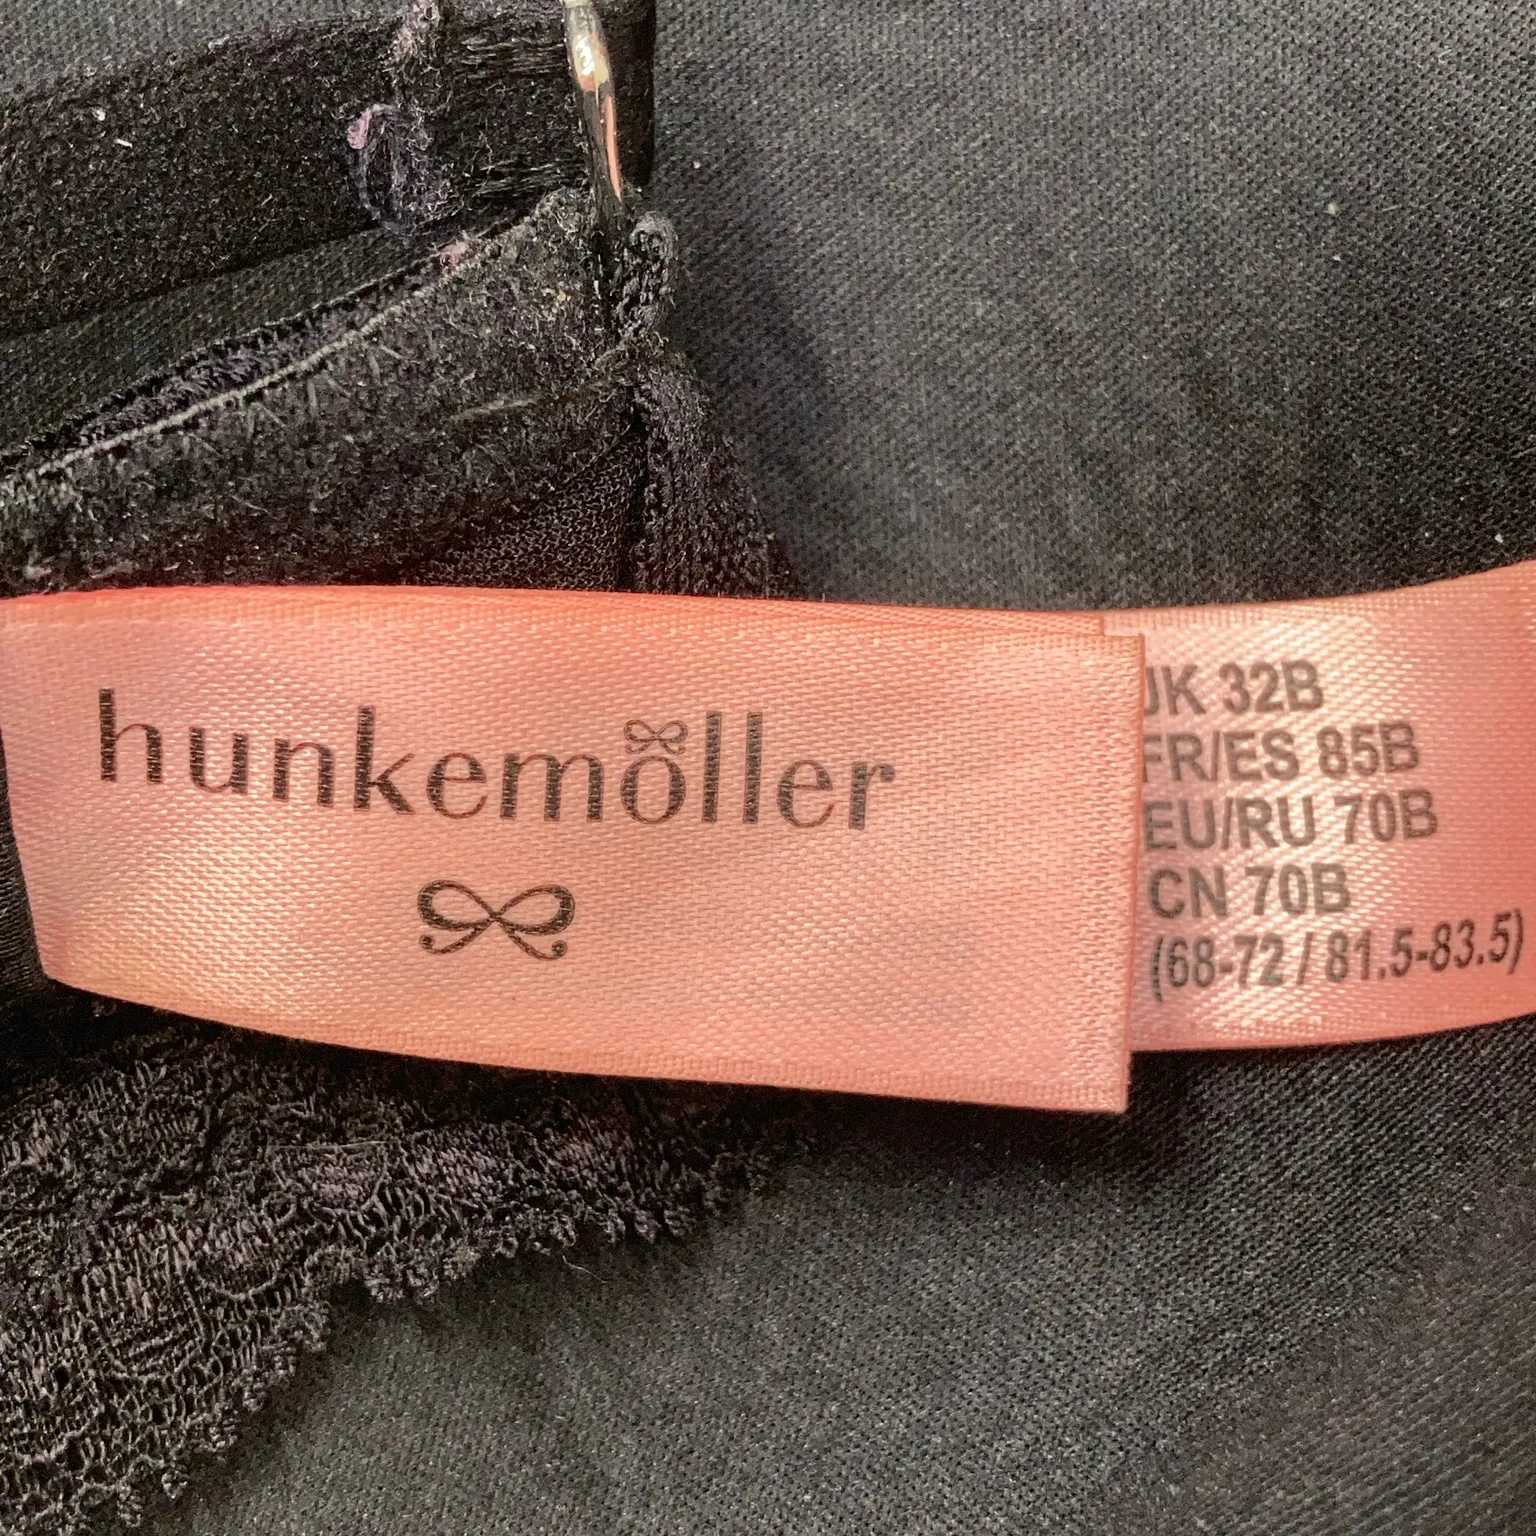 hunkemöller
UK 32B
FR/ES 85B
EU/RU 70B
CN 70B
(68-72 / 81.5-83.5)